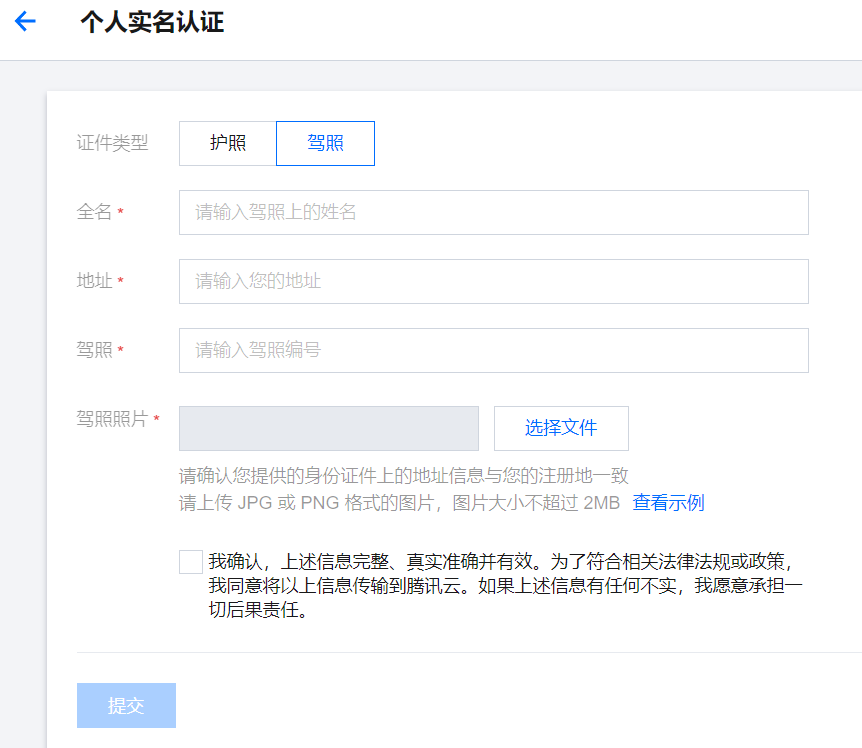 个人实名认证
证件类型 护照 驾照
全名 * 请输入驾照上的姓名
地址 * 请输入您的地址
驾照 * 请输入驾照编号
驾照照片 * 选择文件
请确认您提供的身份证件上的地址信息与您的注册地一致
请上传 JPG 或 PNG 格式的图片，图片大小不超过 2MB 查看示例
我确认，上述信息完整、真实准确并有效。为了符合相关法律法规或政策，
我同意将以上信息传输到腾讯云。如果上述信息有任何不实，我愿意承担一
切后果责任。
提交